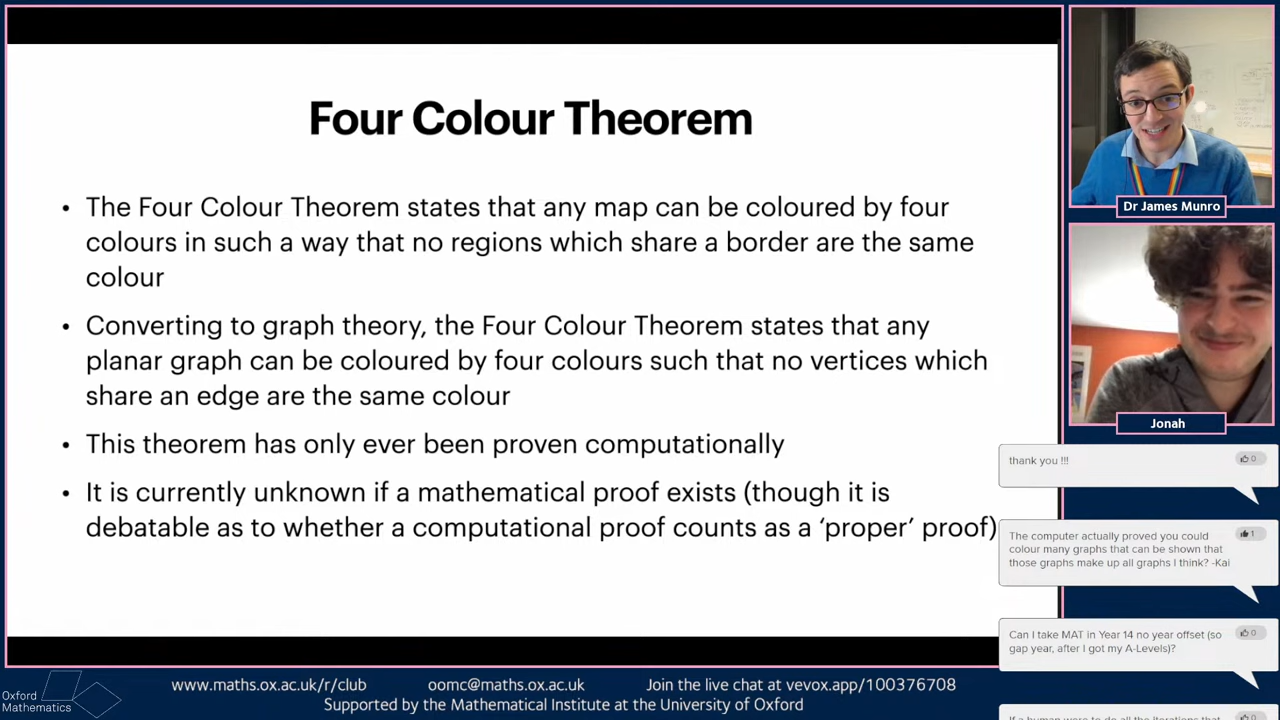 Four Colour Theorem
• The Four Colour Theorem states that any map can be coloured by four
colours in such a way that no regions which share a border are the same
colour
• Converting to graph theory, the Four Colour Theorem states that any
planar graph can be coloured by four colours such that no vertices which
share an edge are the same colour
• This theorem has only ever been proven computationally
• It is currently unknown if a mathematical proof exists (though it is
debatable as to whether a computational proof counts as a ‘proper’ proof)
Dr James Munro
Jonah
thank you !!!
0
The computer actually proved you could
colour many graphs that can be shown that
those graphs make up all graphs I think? -Kai
1
Can I take MAT in Year 14 no year offset (so
gap year, after I got my A-Levels)?
0
Oxford
Mathematics
www.maths.ox.ac.uk/r/club
oomc@maths.ox.ac.uk
Join the live chat at vevox.app/100376708
Supported by the Mathematical Institute at the University of Oxford